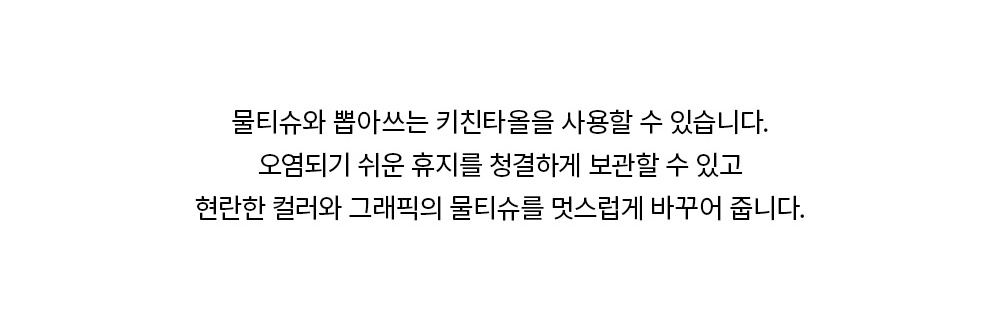 물티슈와 뽑아쓰는 키친타올을 사용할 수 있습니다.
오염되기 쉬운 휴지를 청결하게 보관할 수 있고
현란한 컬러와 그래픽의 물티슈를 멋스럽게 바꾸어 줍니다.